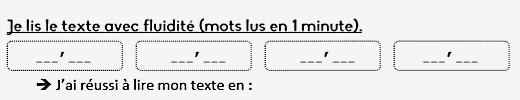 Je lis le texte avec fluidité (mots lus en 1 minute).
___’___ ___’___ ___’___ ___’___
➔ J’ai réussi à lire mon texte en :